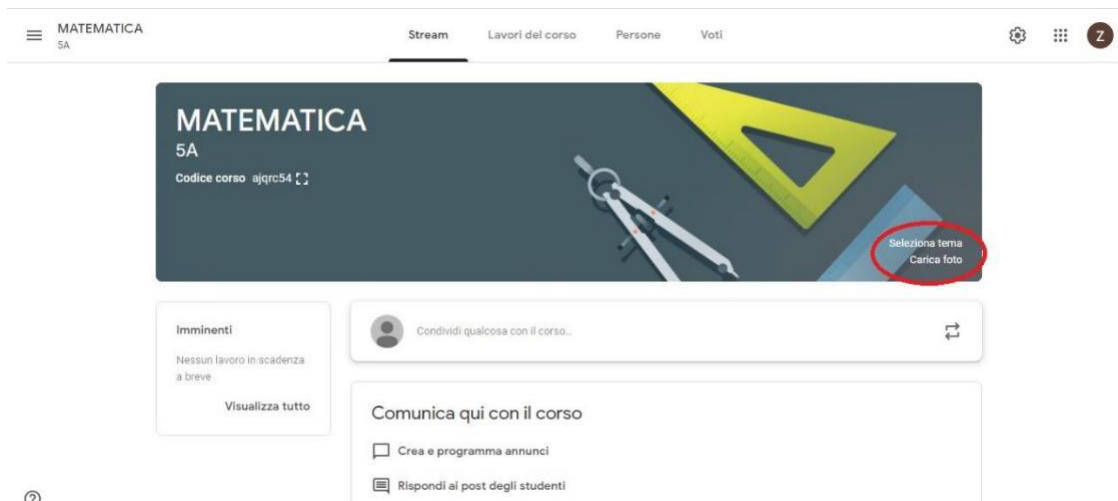 MATEMATICA
5A
Stream Lavori del corso Persone Voti
Z
MATEMATICA
5A
Codice corso ajqrc54
Seleziona tema
Carica foto
Imminenti
Nessun lavoro in scadenza
a breve
Visualizza tutto
Condividi qualcosa con il corso...
Comunica qui con il corso
Crea e programma annunci
Rispondi ai post degli studenti